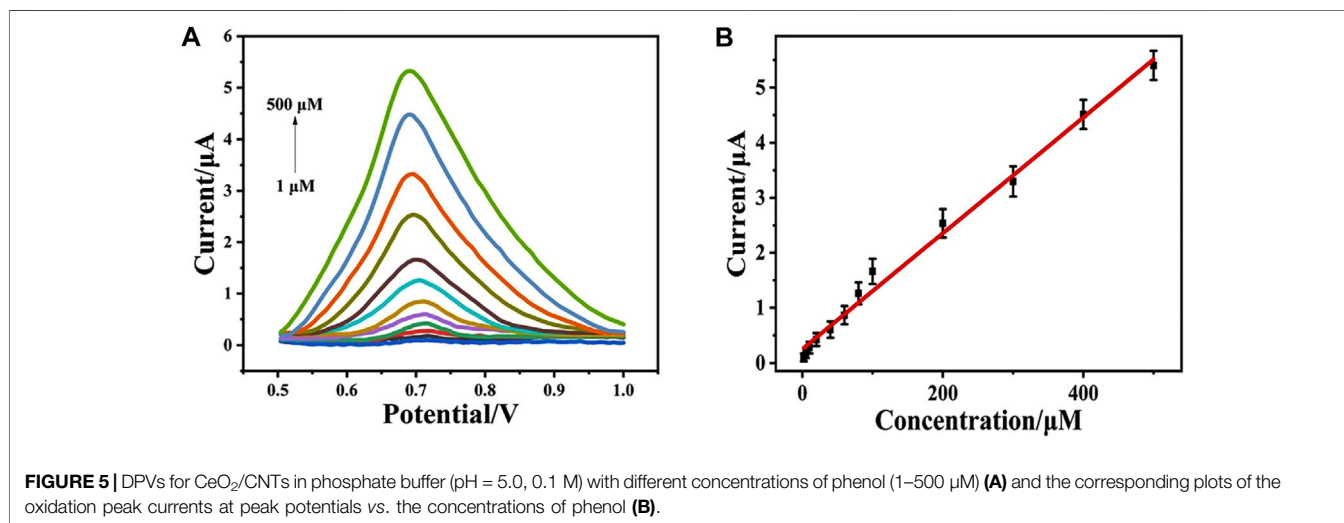 A
6
5
4
3
2
1
0
Current/μA
500 μM
1 μM
0.5 0.6 0.7 0.8 0.9 1.0
Potential/V
B
5
4
3
2
1
0
Current/μA
0 200 400
Concentration/μM
FIGURE 5 | DPVs for CeO₂/CNTs in phosphate buffer (pH = 5.0, 0.1 M) with different concentrations of phenol (1–500 μM) (A) and the corresponding plots of the
oxidation peak currents at peak potentials vs. the concentrations of phenol (B).